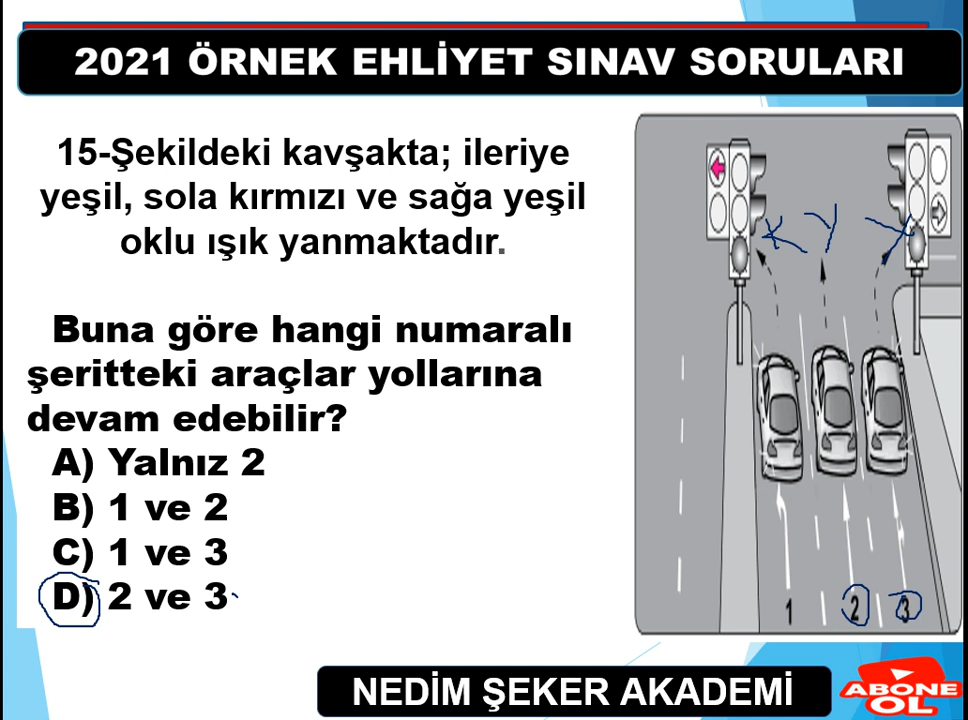 2021 ÖRNEK EHLİYET SINAV SORULARI
15-Şekildeki kavşakta; ileriye
yeşil, sola kırmızı ve sağa yeşil
oklu ışık yanmaktadır.
Buna göre hangi numaralı
şeritteki araçlar yollarına
devam edebilir?
A) Yalnız 2
B) 1 ve 2
C) 1 ve 3
D) 2 ve 3
K Y Y
1 2 3
NEDİM ŞEKER AKADEMİ
ABONE
OL